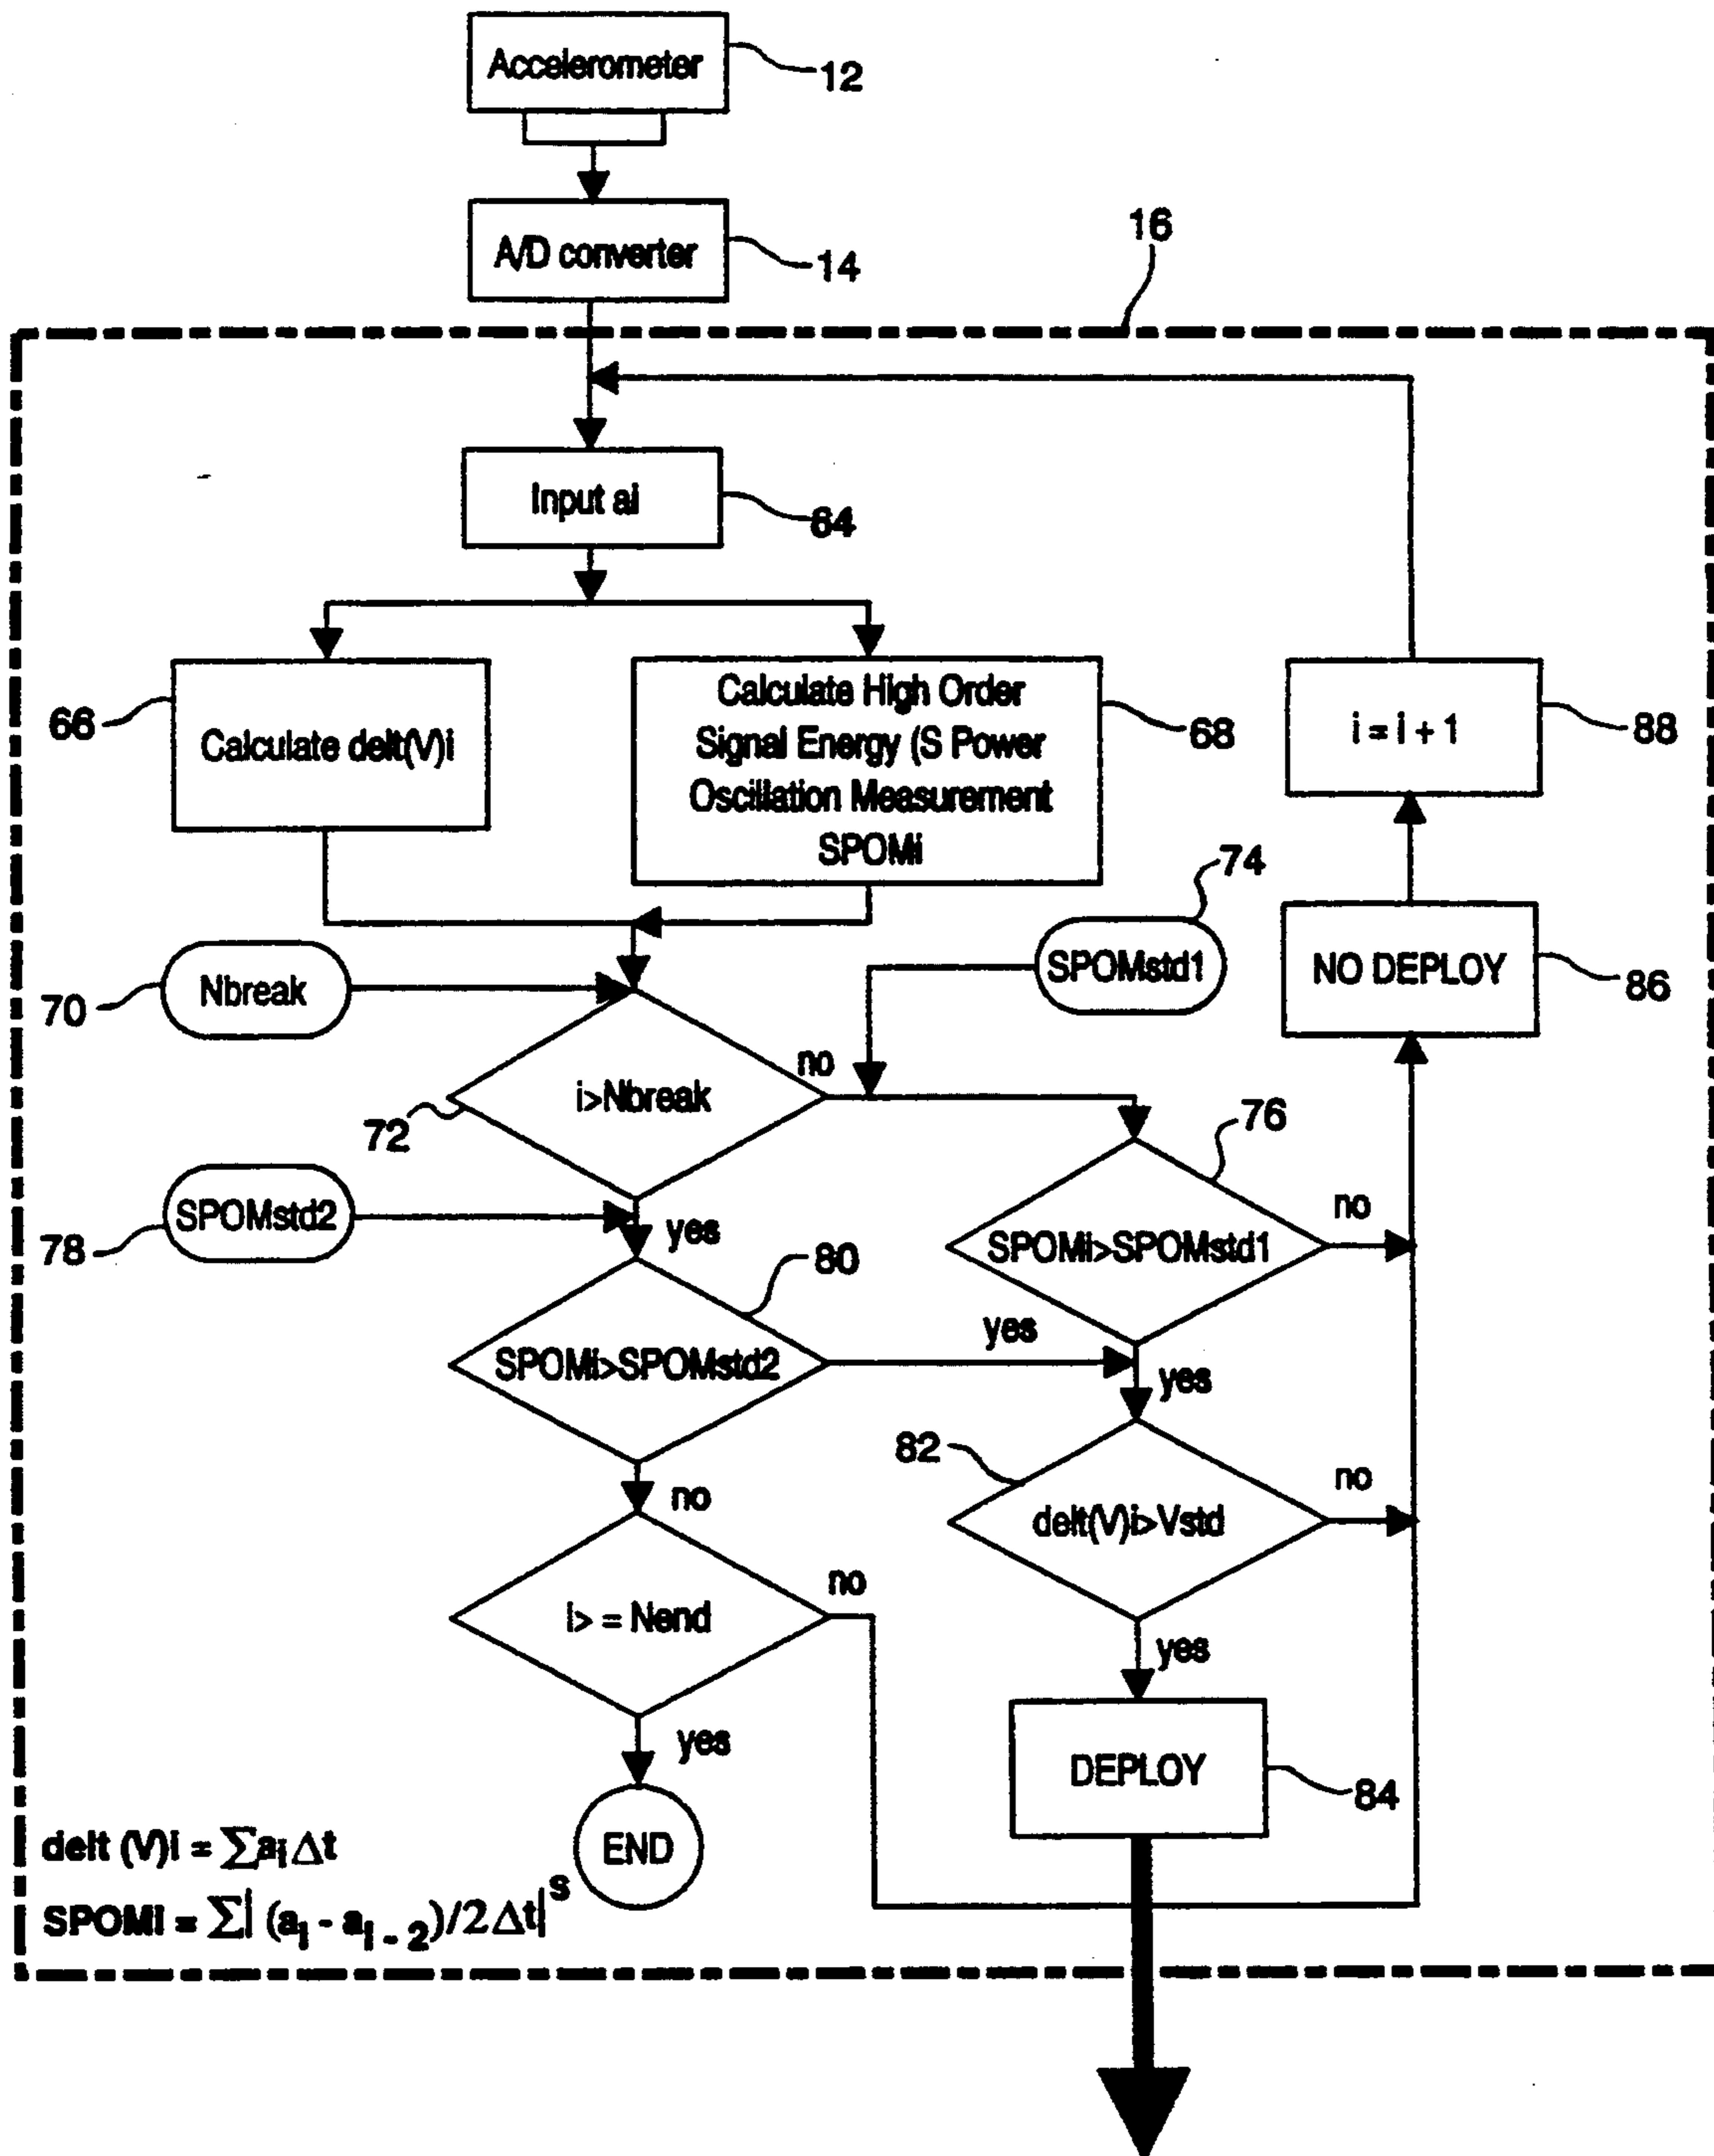 Accelerometer
12
A/D converter
14
16
Input ai
64
66
Calculate delt(V)i
Calculate High Order
Signal Energy (S Power
Oscillation Measurement
SPOMi
68
i = i + 1
88
74
SPOMstd1
NO DEPLOY
86
70
Nbreak
i>Nbreak
no
72
76
SPOMstd2
78
yes
80
SPOMi>SPOMstd1
no
SPOMi>SPOMstd2
yes
yes
82
no
delt(V)i>Vstd
no
i> = Nend
no
yes
yes
DEPLOY
84
END
delt (V)i = ∑aᵢ Δt
SPOMi = ∑| (aᵢ - aᵢ ₋ ₂)/2 Δt|ˢ